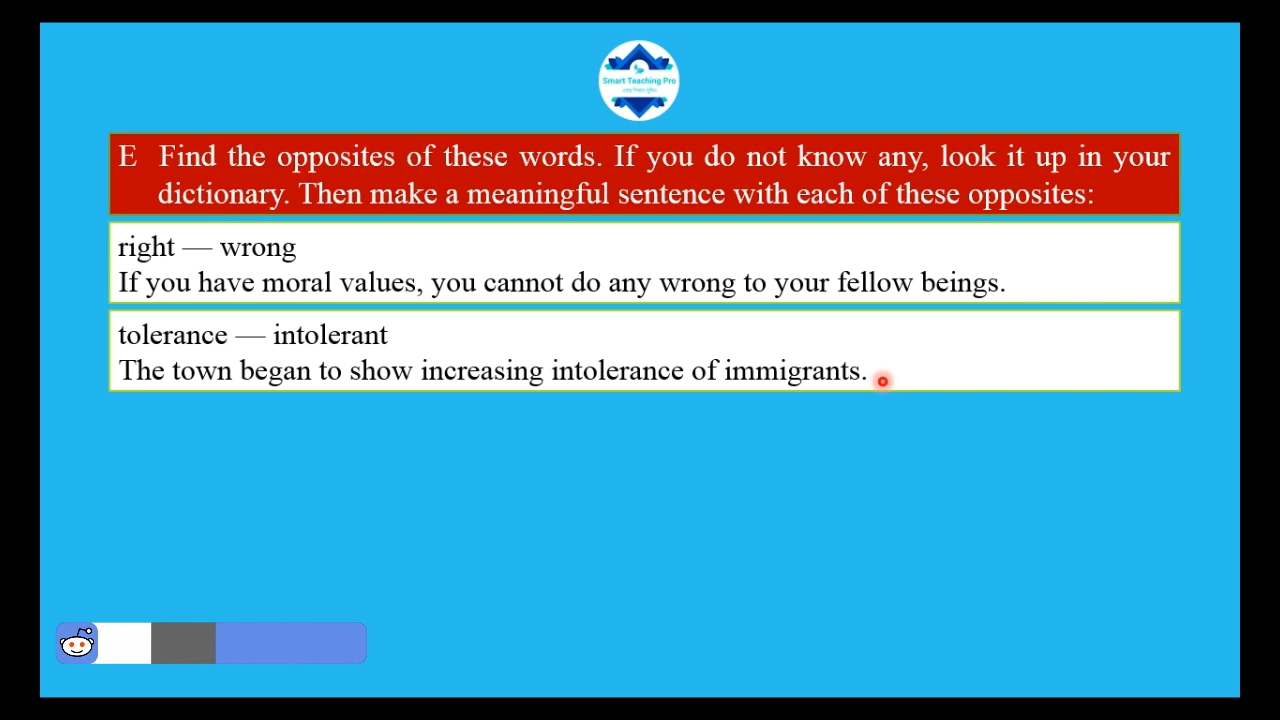 Smart Teaching Pro
E Find the opposites of these words. If you do not know any, look it up in your
dictionary. Then make a meaningful sentence with each of these opposites:
right — wrong
If you have moral values, you cannot do any wrong to your fellow beings.
tolerance — intolerant
The town began to show increasing intolerance of immigrants.